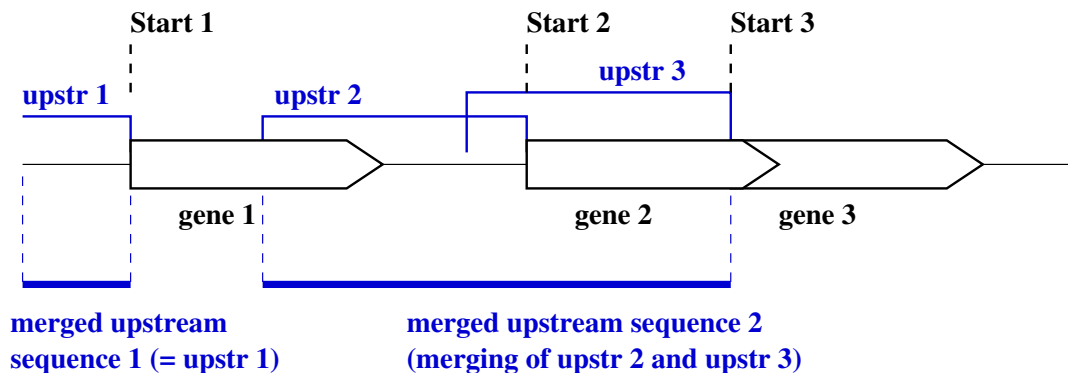 Start 1
Start 2
Start 3
upstr 1
upstr 2
upstr 3
gene 1
gene 2
gene 3
merged upstream
sequence 1 (= upstr 1)
merged upstream sequence 2
(merging of upstr 2 and upstr 3)